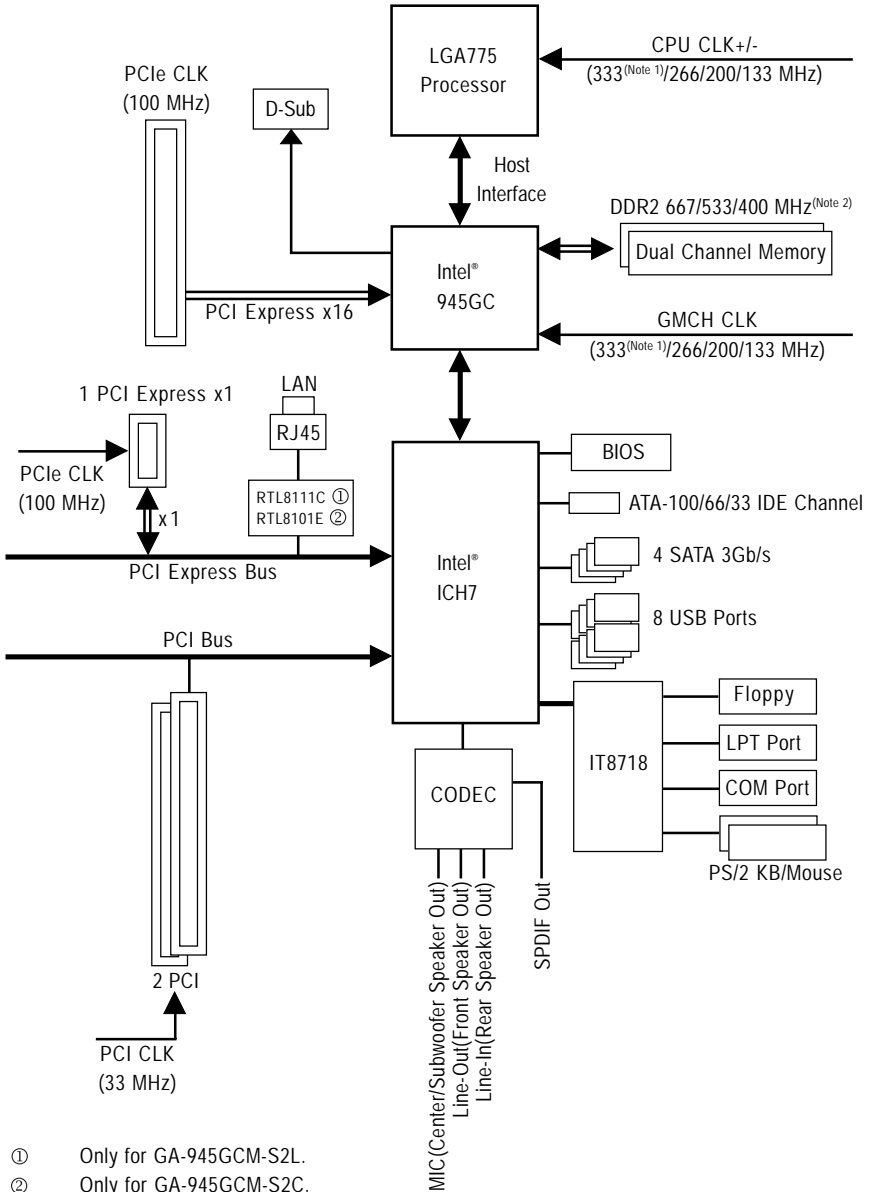 LGA775
Processor
CPU CLK+/-
(333(Note 1)/266/200/133 MHz)
PCIe CLK
(100 MHz)
D-Sub
Host
Interface
DDR2 667/533/400 MHz(Note 2)
Dual Channel Memory
Intel®
945GC
PCI Express x16
GMCH CLK
(333(Note 1)/266/200/133 MHz)
1 PCI Express x1
LAN
RJ45
PCIe CLK
(100 MHz)
x1
RTL8111C ①
RTL8101E ②
PCI Express Bus
Intel®
ICH7
BIOS
ATA-100/66/33 IDE Channel
4 SATA 3Gb/s
8 USB Ports
PCI Bus
IT8718
Floppy
LPT Port
COM Port
PS/2 KB/Mouse
CODEC
MIC(Center/Subwoofer Speaker Out)
Line-Out(Front Speaker Out)
Line-In(Rear Speaker Out)
SPDIF Out
2 PCI
PCI CLK
(33 MHz)
① Only for GA-945GCM-S2L.
② Only for GA-945GCM-S2C.